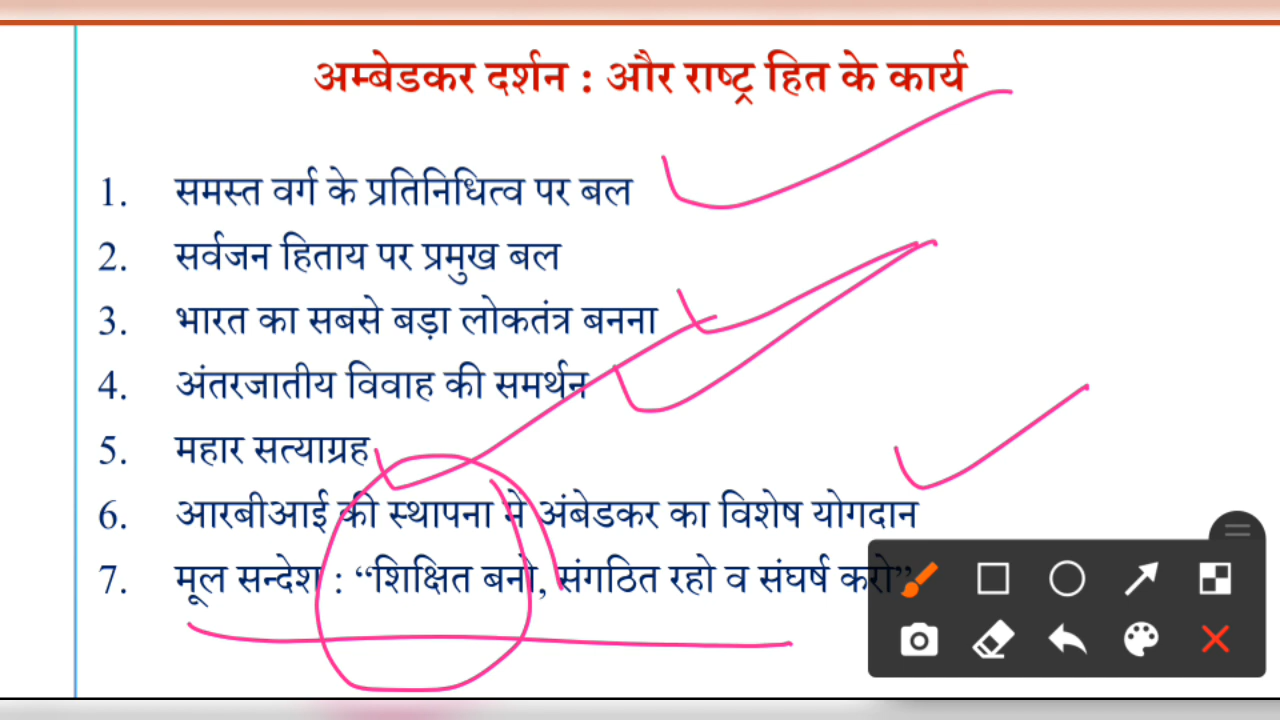 अम्बेडकर दर्शन : और राष्ट्र हित के कार्य
1. समस्त वर्ग के प्रतिनिधित्व पर बल
2. सर्वजन हिताय पर प्रमुख बल
3. भारत का सबसे बड़ा लोकतंत्र बनना
4. अंतरजातीय विवाह की समर्थन
5. महार सत्याग्रह
6. आरबीआई की स्थापना ने अंबेडकर का विशेष योगदान
7. मूल सन्देश : “शिक्षित बनो, संगठित रहो व संघर्ष करो”